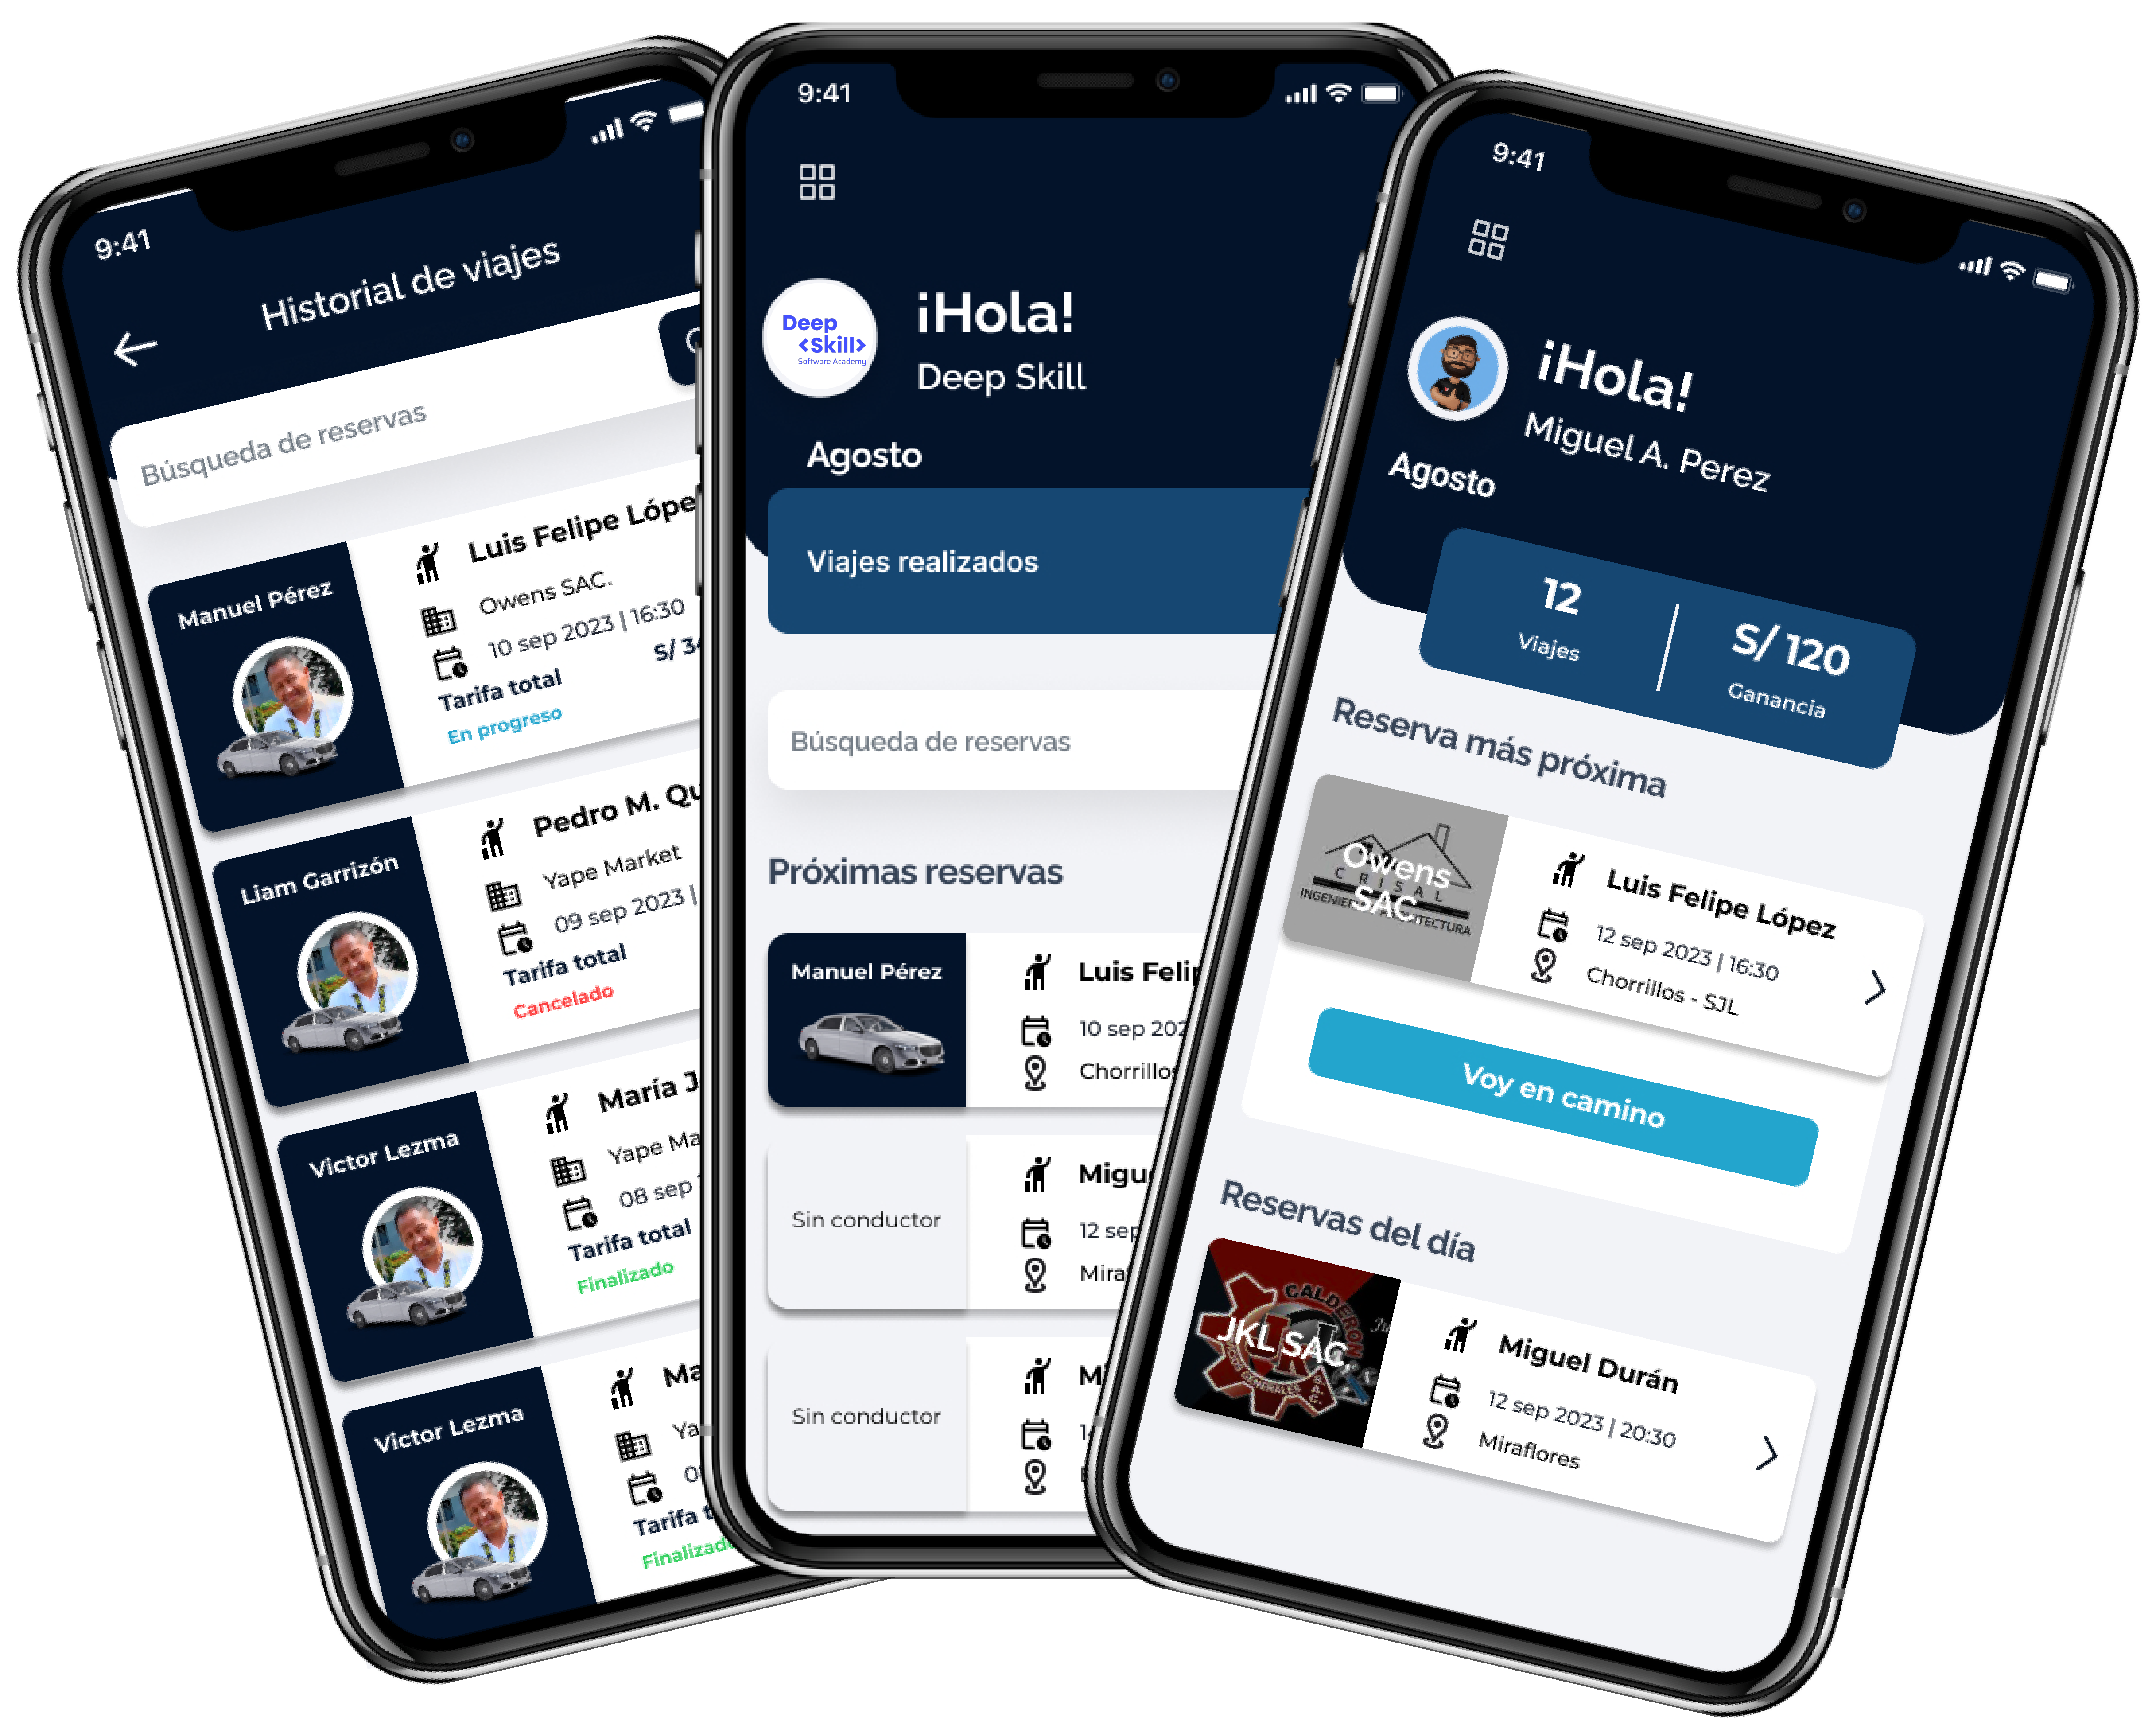 9:41
Historial de viajes
Búsqueda de reservas
Manuel Pérez
Luis Felipe Lópe
Owens SAC.
10 sep 2023 | 16:30
Tarifa total
S/ 34
En progreso
Liam Garrizón
Pedro M. Qu
Yape Market
09 sep 2023 |
Tarifa total
Cancelado
Victor Lezma
María J
Yape Ma
08 sep
Tarifa total
Finalizado
Victor Lezma
Ma
Ya
Tarifa t
Finalizado
9:41
Deep
<Skill>
Software Academy
¡Hola!
Deep Skill
Agosto
Viajes realizados
Búsqueda de reservas
Próximas reservas
Manuel Pérez
Luis Felip
10 sep 202
Chorrillos
Sin conductor
Migu
12 sep
Mira
Sin conductor
Mi
9:41
¡Hola!
Miguel A. Perez
Agosto
12
Viajes
S/ 120
Ganancia
Reserva más próxima
Owens
SAC.
CRISAL
Luis Felipe López
12 sep 2023 | 16:30
Chorrillos - SJL
Voy en camino
Reservas del día
CALDERON
JKL SAC.
GENERALES
S.A.C.
Miguel Durán
12 sep 2023 | 20:30
Miraflores